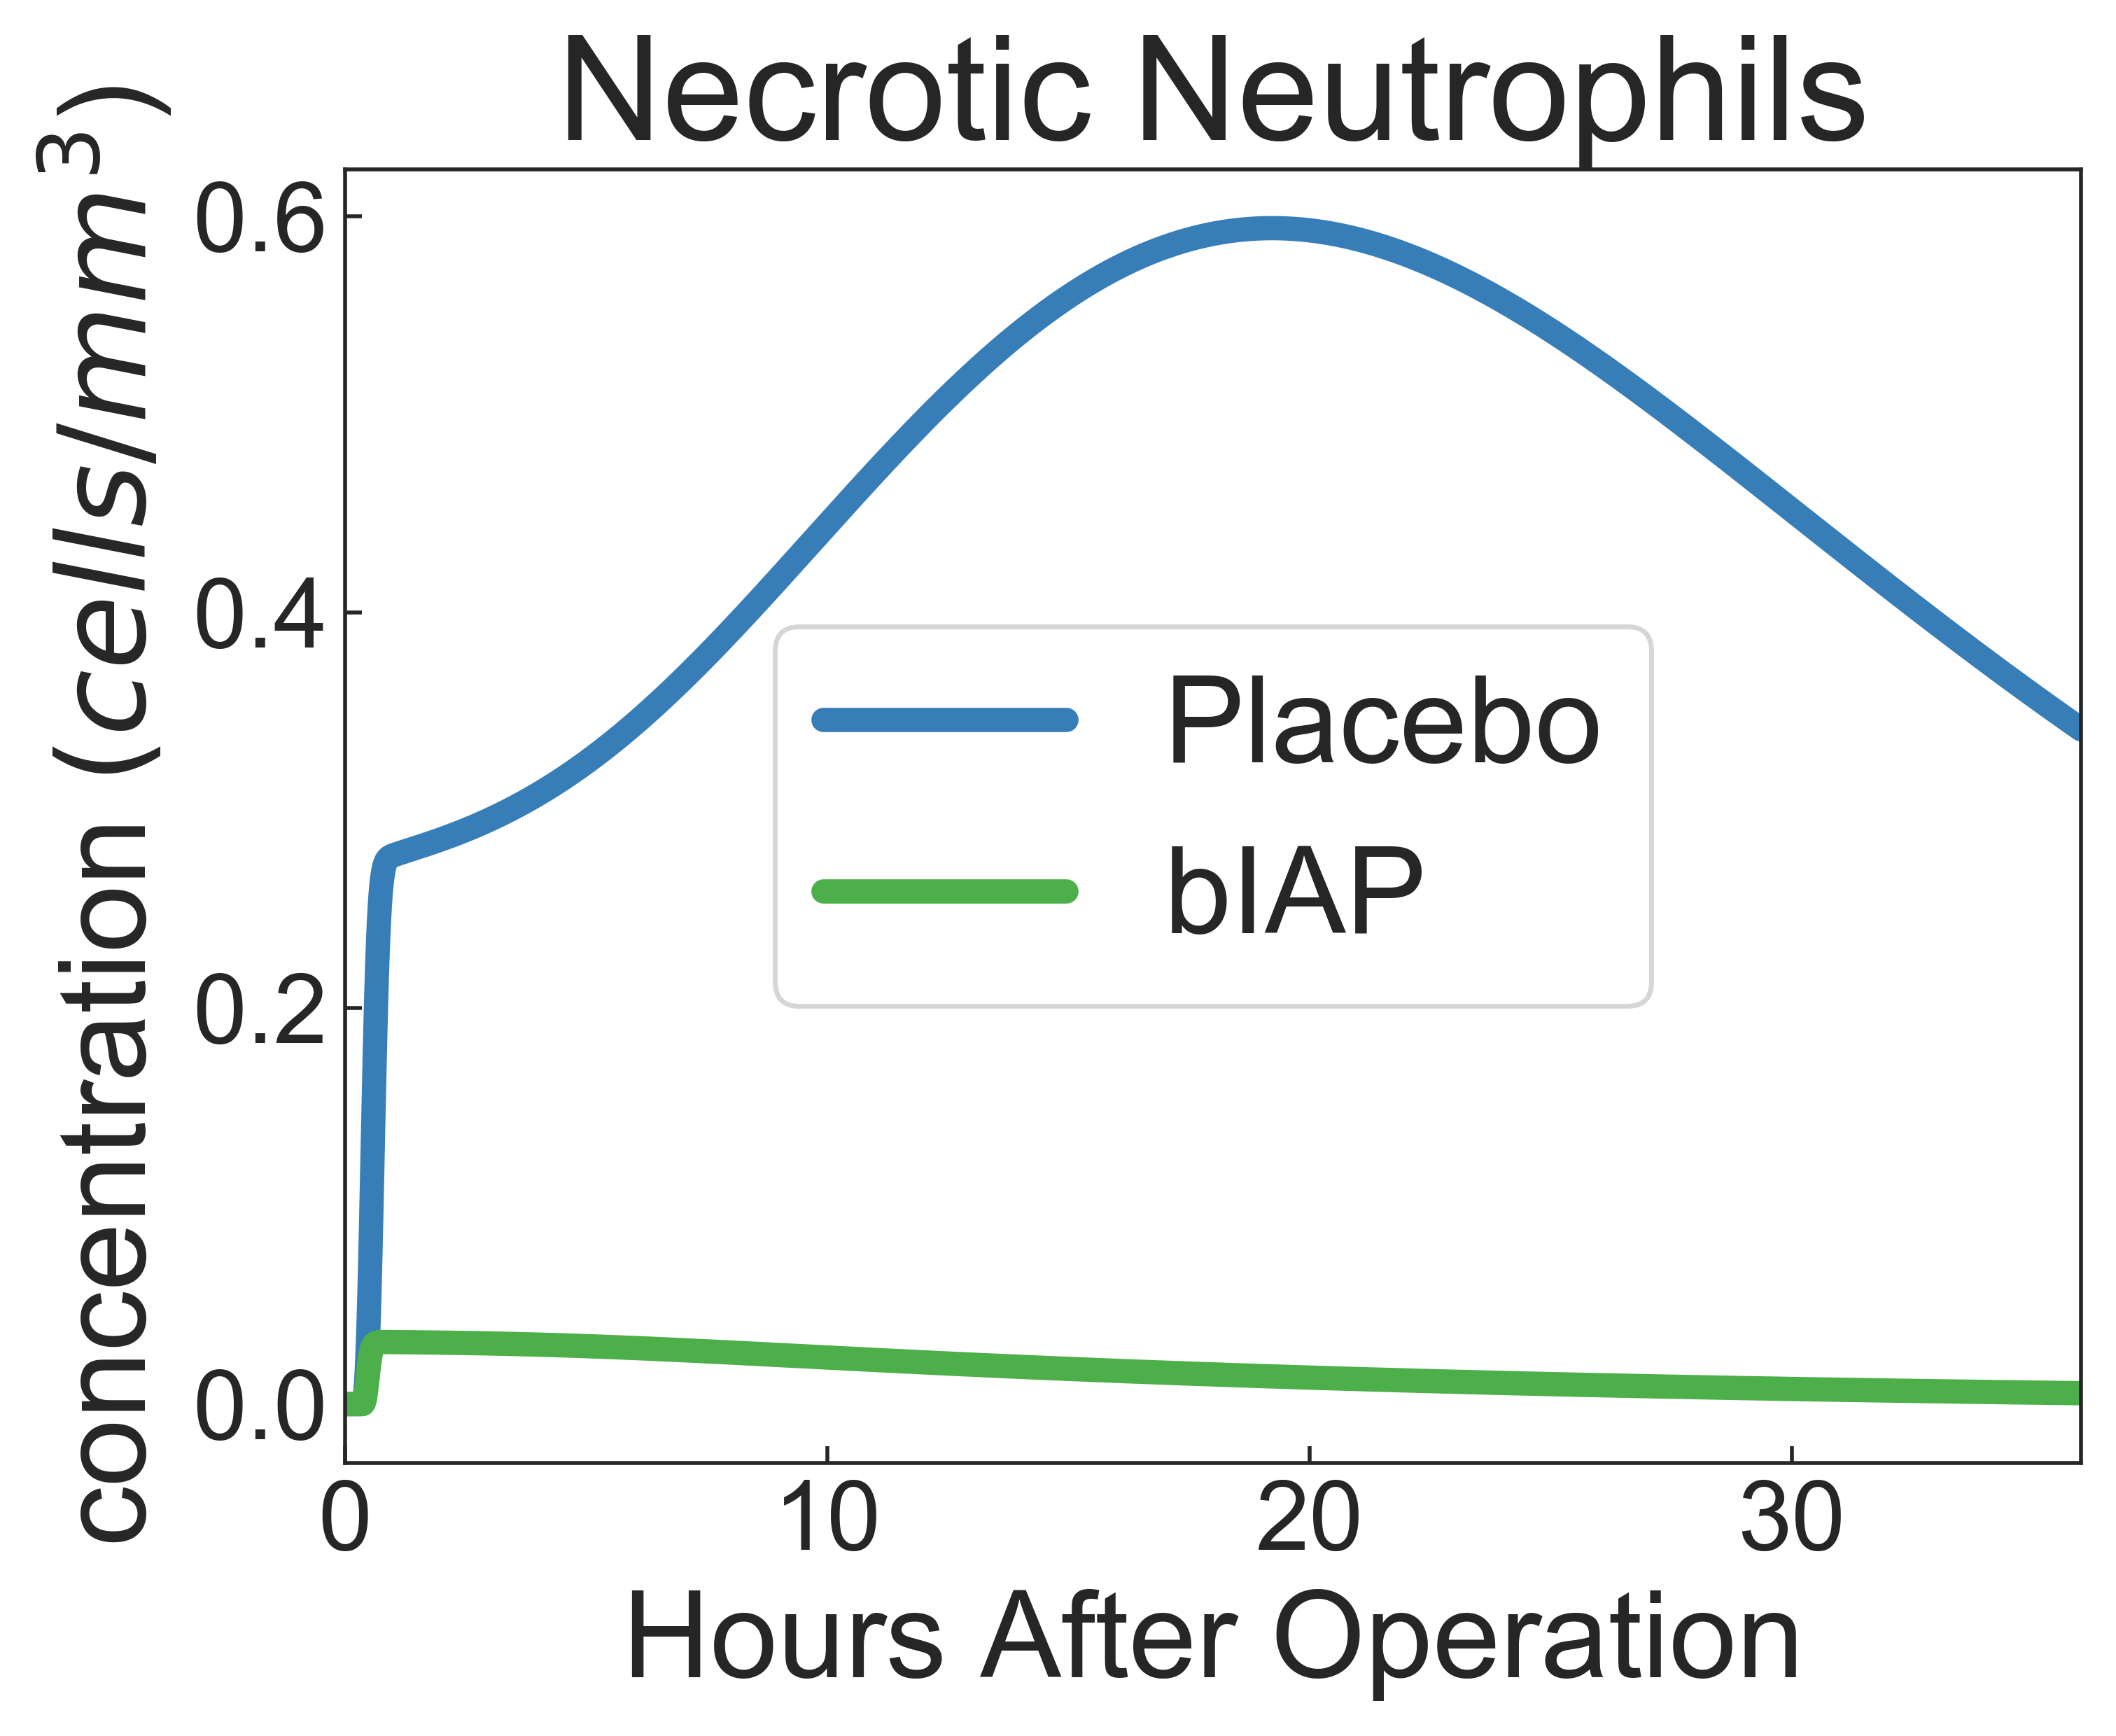 Necrotic Neutrophils
concentration (cells/mm³)
0.6
0.4
0.2
0.0
Placebo
bIAP
0 10 20 30
Hours After Operation